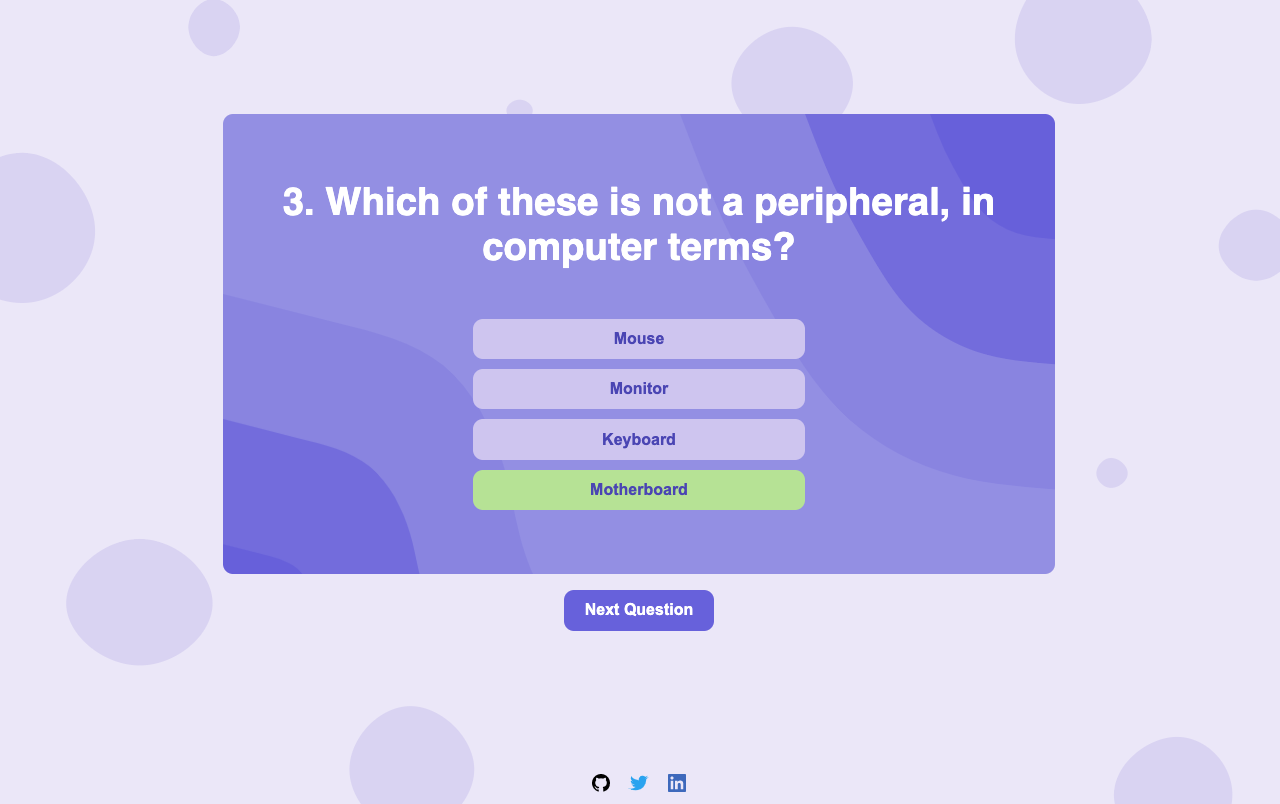 3. Which of these is not a peripheral, in
computer terms?
Mouse
Monitor
Keyboard
Motherboard
Next Question